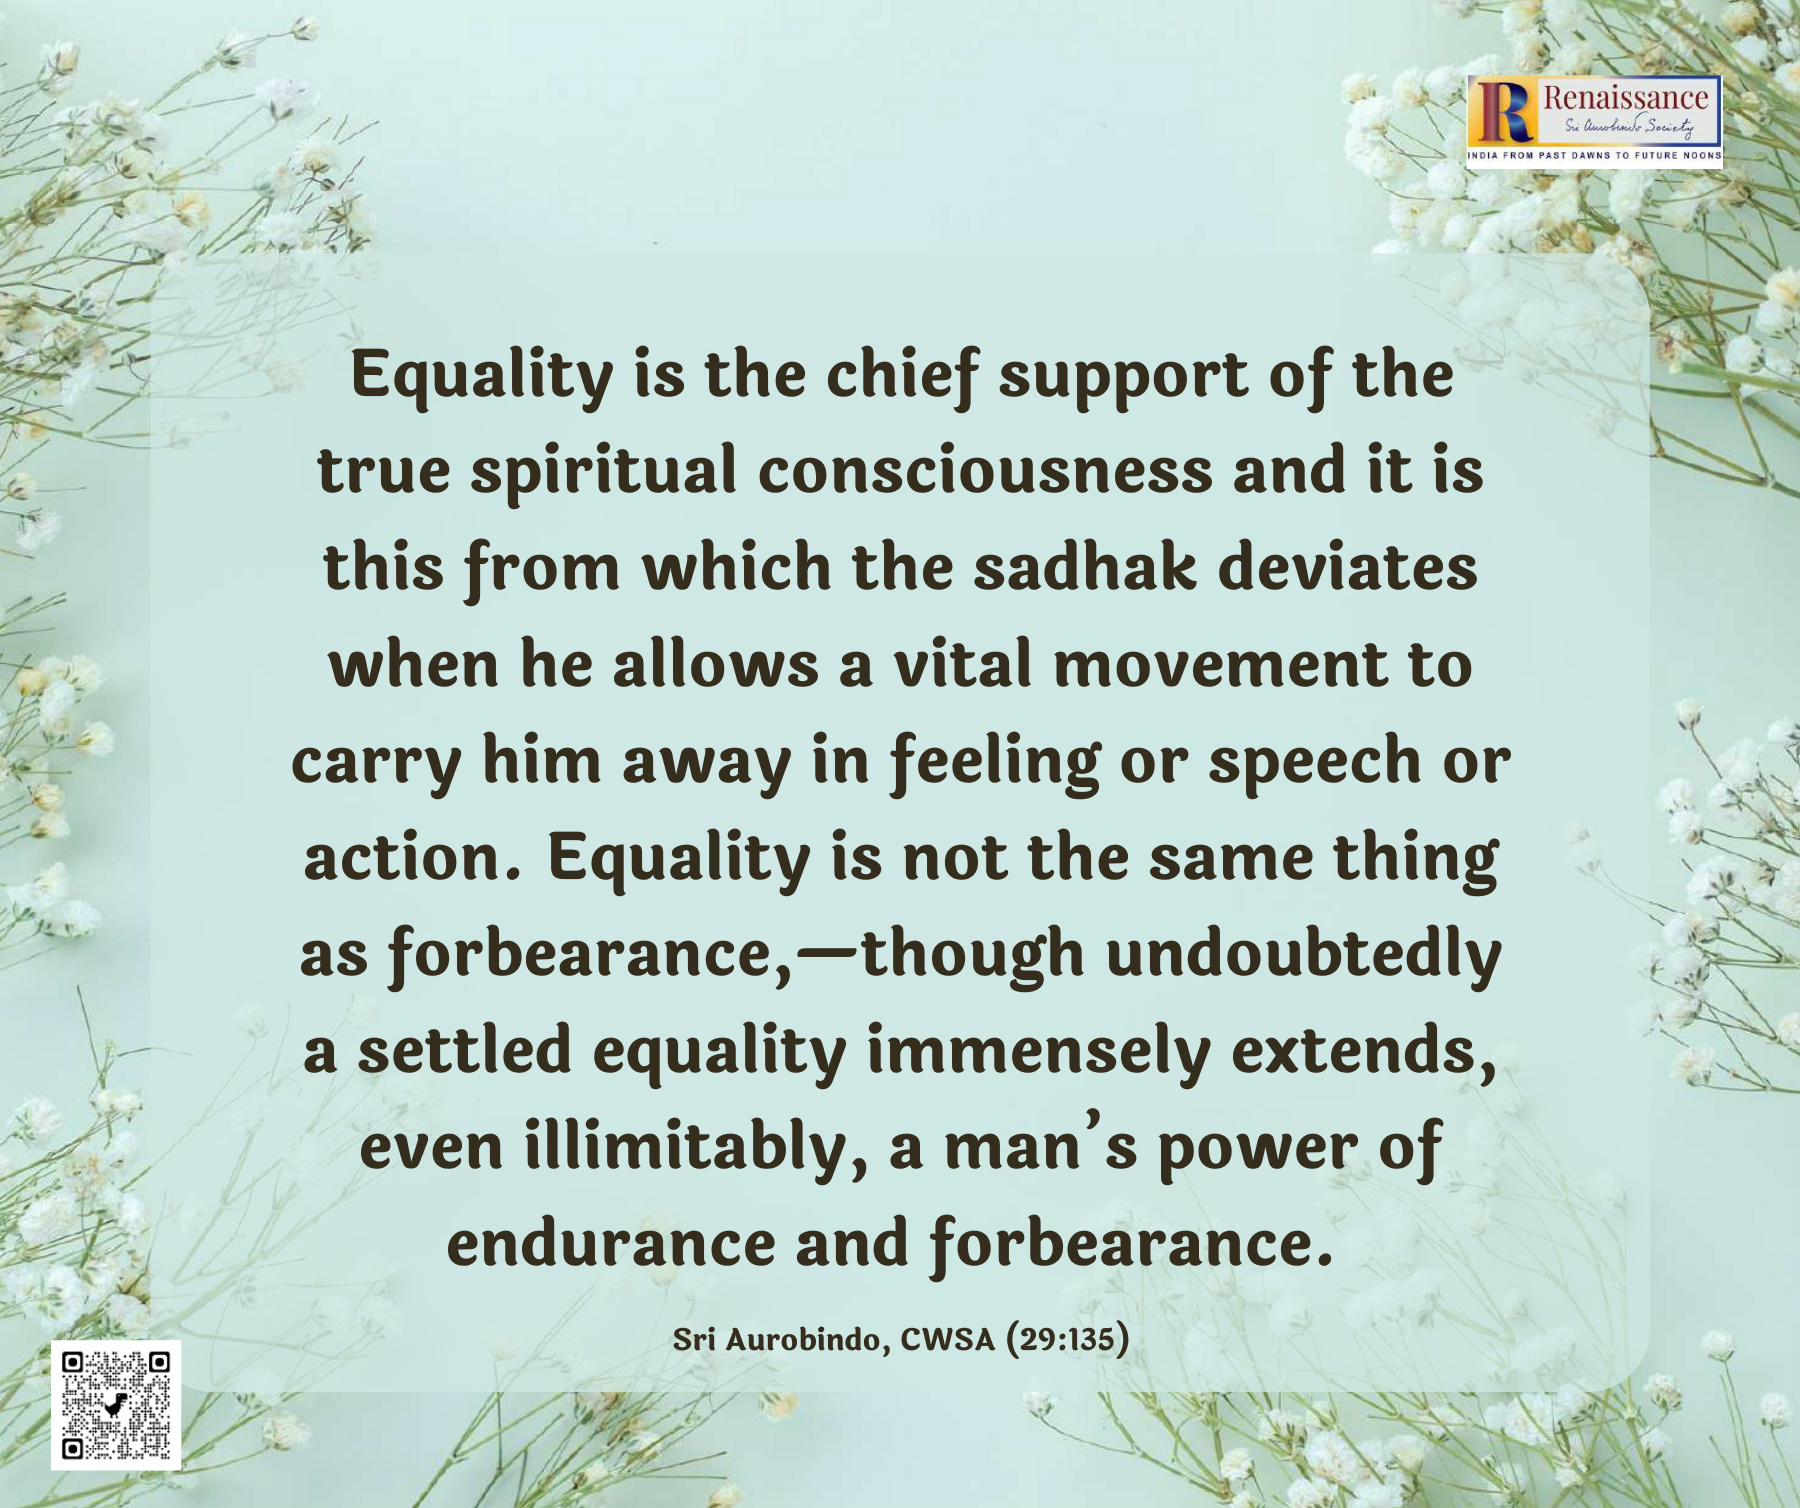 R Renaissance
Sri Aurobindo Society
INDIA FROM PAST DAWNS TO FUTURE NOONS
Equality is the chief support of the
true spiritual consciousness and it is
this from which the sadhak deviates
when he allows a vital movement to
carry him away in feeling or speech or
action. Equality is not the same thing
as forbearance,—though undoubtedly
a settled equality immensely extends,
even illimitably, a man’s power of
endurance and forbearance.
Sri Aurobindo, CWSA (29:135)